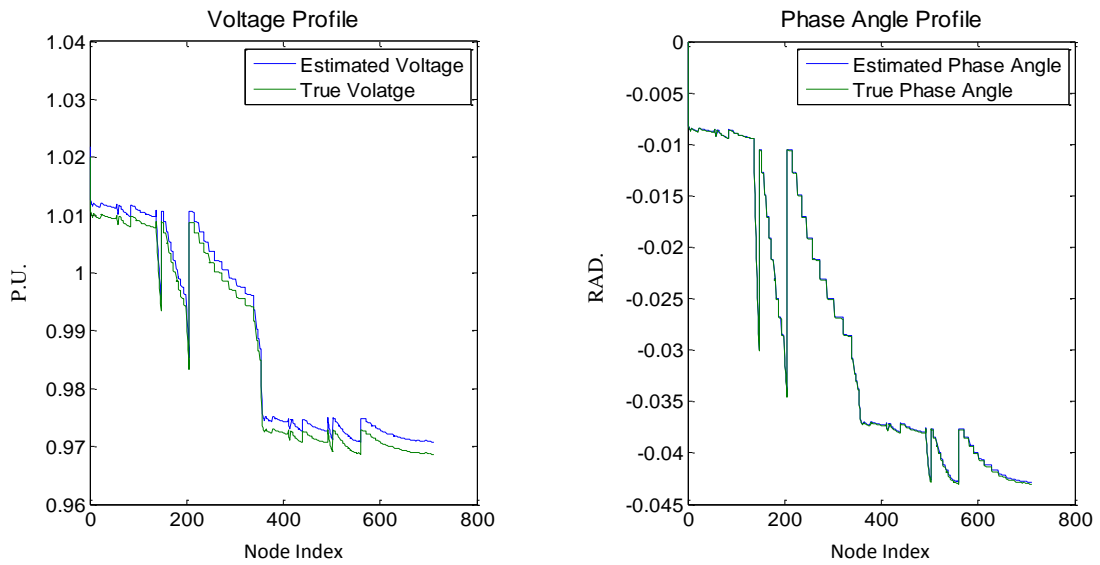 Voltage Profile
1.04
1.03
1.02
1.01
1
0.99
0.98
0.97
0.96
P.U.
0
200
400
600
800
Node Index
Estimated Voltage
True Volatge
Phase Angle Profile
0
-0.005
-0.01
-0.015
-0.02
-0.025
-0.03
-0.035
-0.04
-0.045
RAD.
0
200
400
600
800
Node Index
Estimated Phase Angle
True Phase Angle